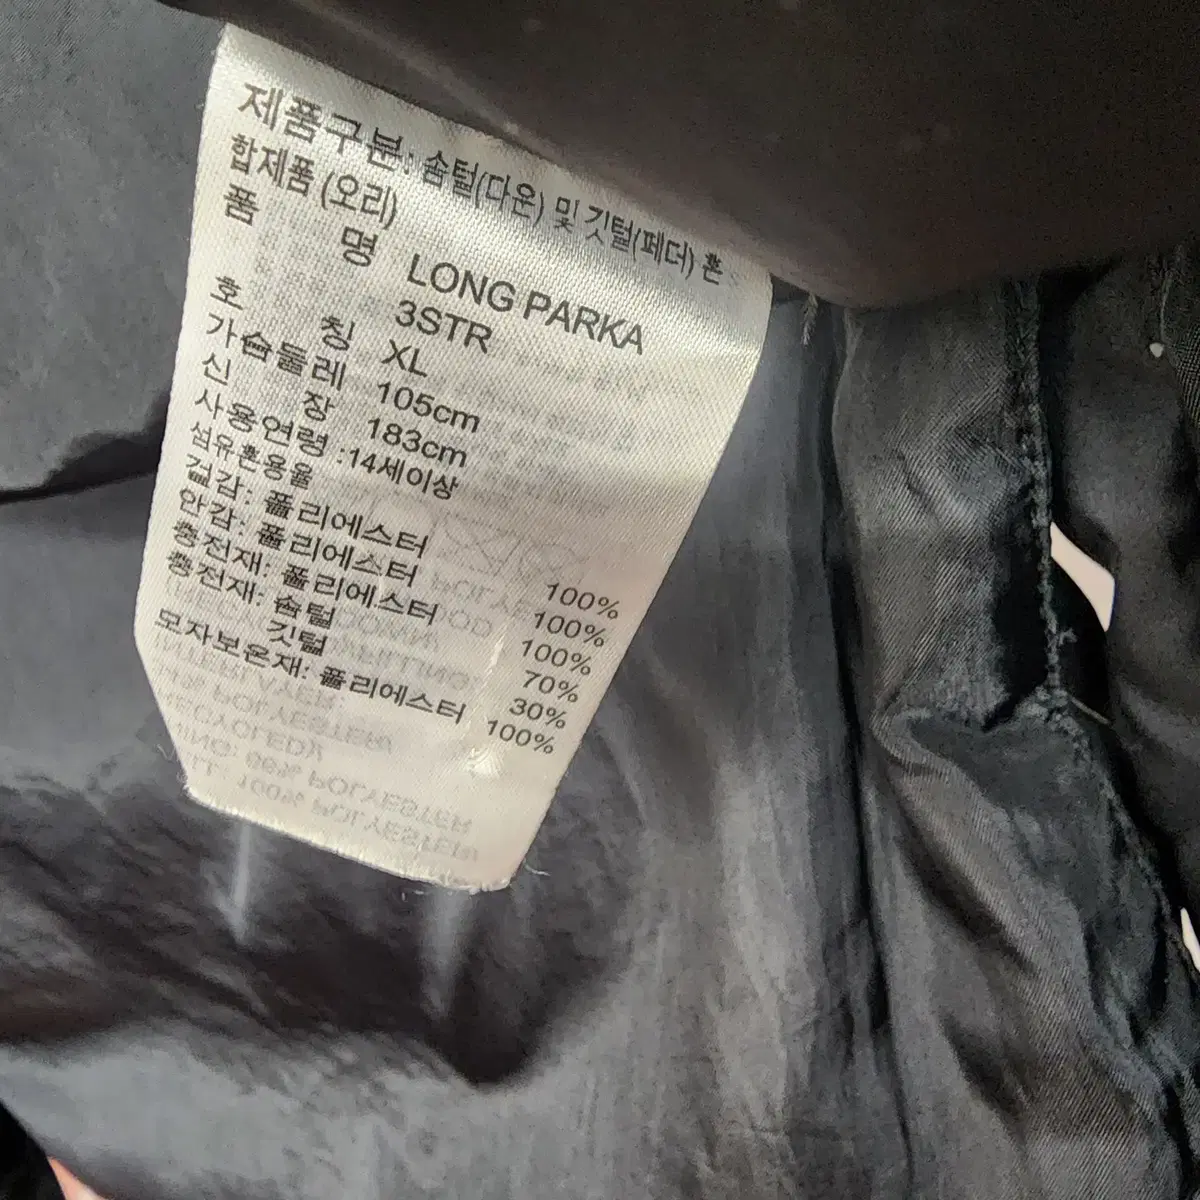 제품구분: 솜털(다운) 및 깃털(페더) 혼
합제품 (오리)
품 명 LONG PARKA
3STR
호 칭 XL
가슴둘레 105cm
신 장 183cm
사용연령 :14세이상
섬유혼용율
겉감: 폴리에스터 100%
안감: 폴리에스터 100%
충전재: 폴리에스터 100%
충전재: 솜털 70%
깃털 30%
모자보온재: 폴리에스터 100%